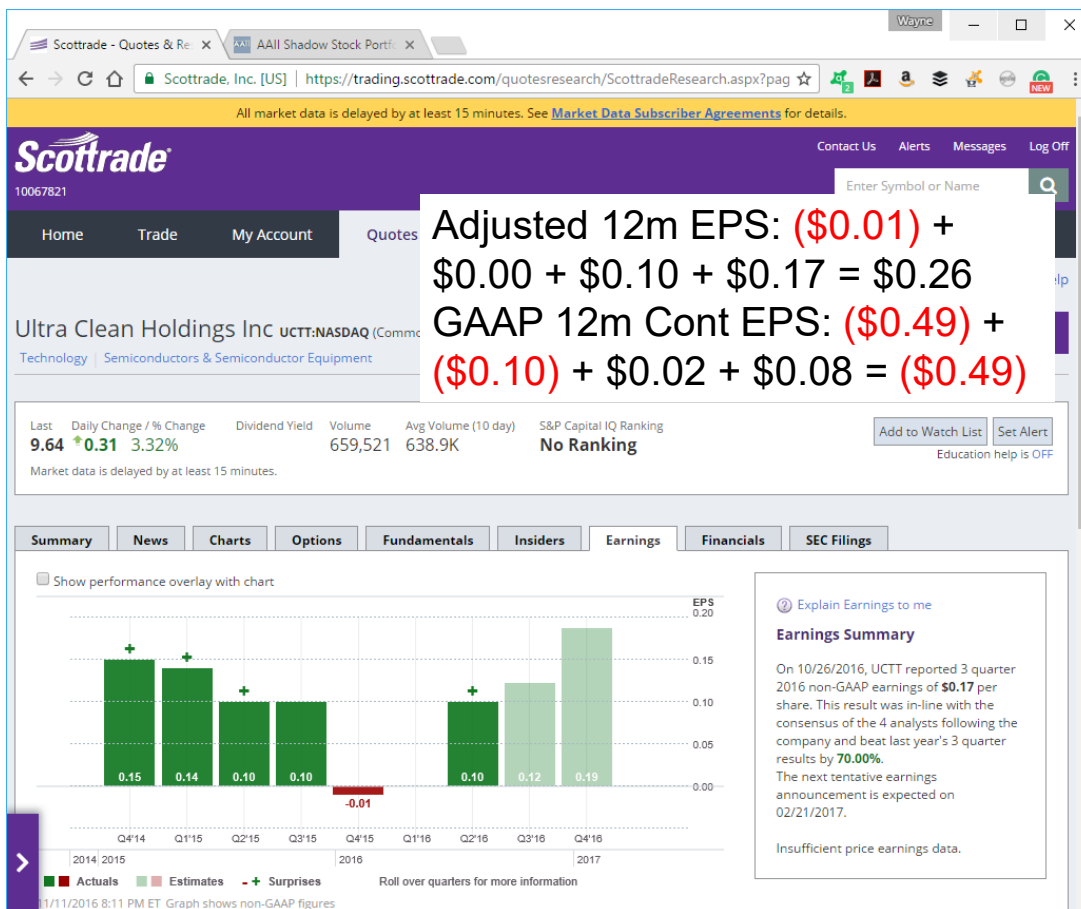 Wayne
Scottrade - Quotes & Re
AAII AAII Shadow Stock Portfo
Scottrade, Inc. [US] | https://trading.scottrade.com/quotesresearch/ScottradeResearch.aspx?pag
2
NEW
All market data is delayed by at least 15 minutes. See Market Data Subscriber Agreements for details.
Scottrade
Contact Us Alerts Messages Log Off
10067821
Enter Symbol or Name
Home Trade My Account Quotes
Adjusted 12m EPS: ($0.01) +
$0.00 + $0.10 + $0.17 = $0.26
GAAP 12m Cont EPS: ($0.49) +
($0.10) + $0.02 + $0.08 = ($0.49)
elp
Ultra Clean Holdings Inc UCTT:NASDAQ (Commo
Technology | Semiconductors & Semiconductor Equipment
Last Daily Change / % Change Dividend Yield Volume Avg Volume (10 day) S&P Capital IQ Ranking
9.64 0.31 3.32% 659,521 638.9K No Ranking
Add to Watch List Set Alert
Education help is OFF
Market data is delayed by at least 15 minutes.
Summary News Charts Options Fundamentals Insiders Earnings Financials SEC Filings
Show performance overlay with chart
EPS
0.20
0.15
0.10
0.05
0.00
0.15 0.14 0.10 0.10 -0.01 0.10 0.12 0.19
Q4'14 Q1'15 Q2'15 Q3'15 Q4'15 Q1'16 Q2'16 Q3'16 Q4'16
2014 2015 2016 2017
Actuals Estimates - + Surprises Roll over quarters for more information
11/11/2016 8:11 PM ET Graph shows non-GAAP figures
Explain Earnings to me
Earnings Summary
On 10/26/2016, UCTT reported 3 quarter
2016 non-GAAP earnings of $0.17 per
share. This result was in-line with the
consensus of the 4 analysts following the
company and beat last year's 3 quarter
results by 70.00%.
The next tentative earnings
announcement is expected on
02/21/2017.
Insufficient price earnings data.